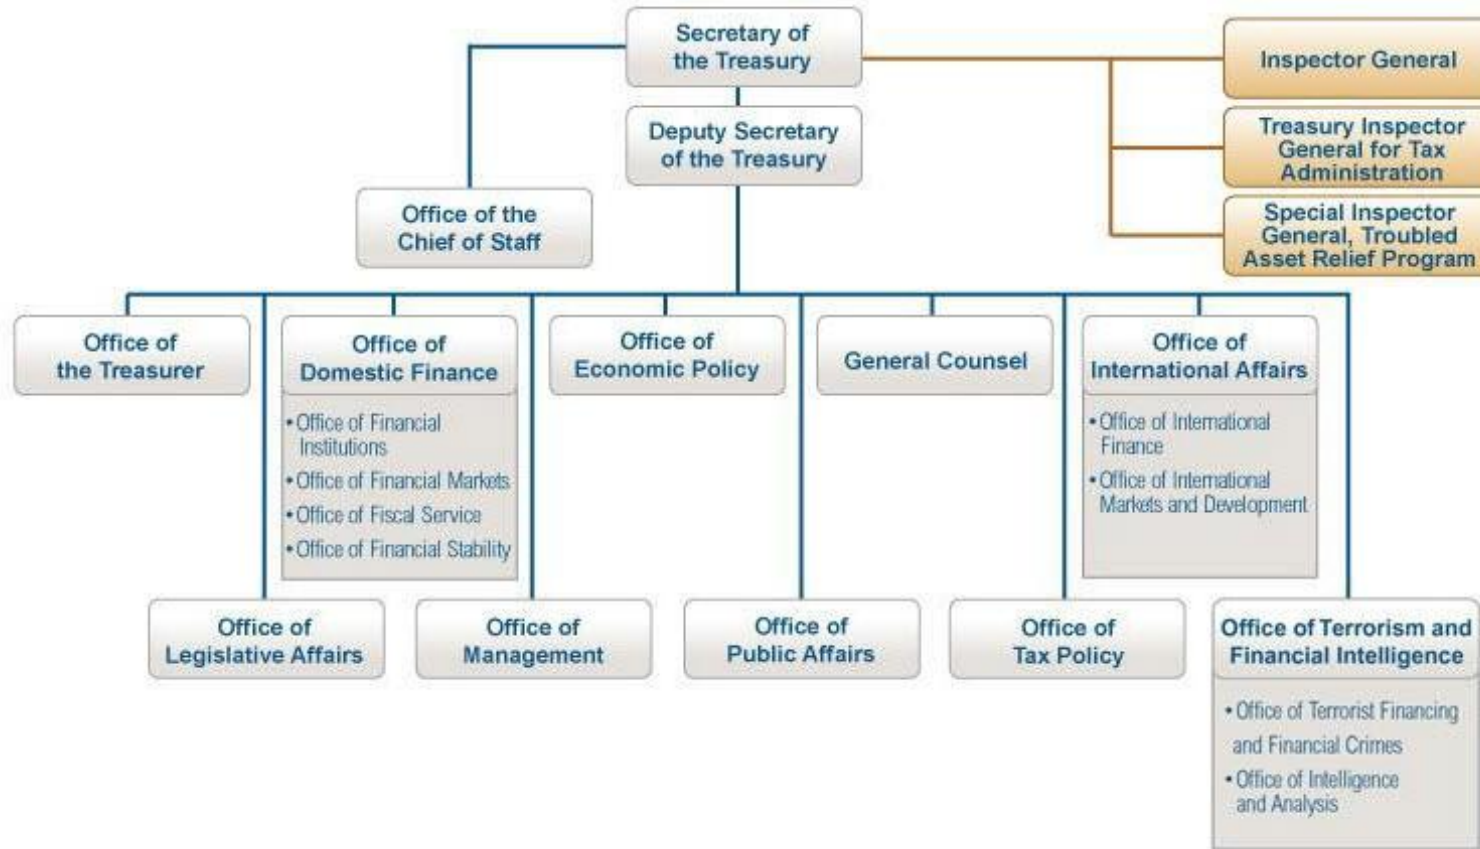 Secretary of
the Treasury
Inspector General
Deputy Secretary
of the Treasury
Treasury Inspector
General for Tax
Administration
Office of the
Chief of Staff
Special Inspector
General, Troubled
Asset Relief Program
Office of
the Treasurer
Office of
Domestic Finance
• Office of Financial
Institutions
• Office of Financial Markets
• Office of Fiscal Service
• Office of Financial Stability
Office of
Economic Policy
General Counsel
Office of
International Affairs
• Office of International
Finance
• Office of International
Markets and Development
Office of
Legislative Affairs
Office of
Management
Office of
Public Affairs
Office of
Tax Policy
Office of Terrorism and
Financial Intelligence
• Office of Terrorist Financing
and Financial Crimes
• Office of Intelligence
and Analysis